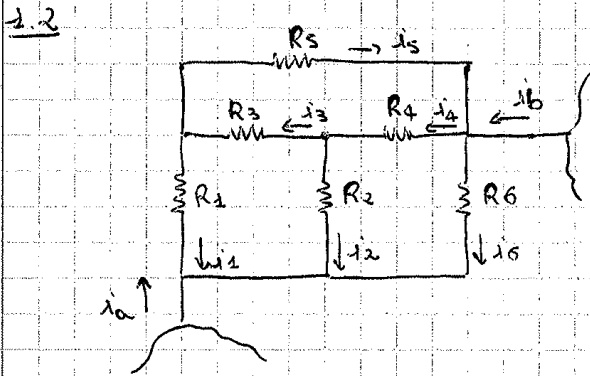 1.2
R5 → i5
R3 ← i3 R4 ← i4 ← ib
R1 R2 R6
↓ i1 ↓ i2 ↓ i6
ia ↑